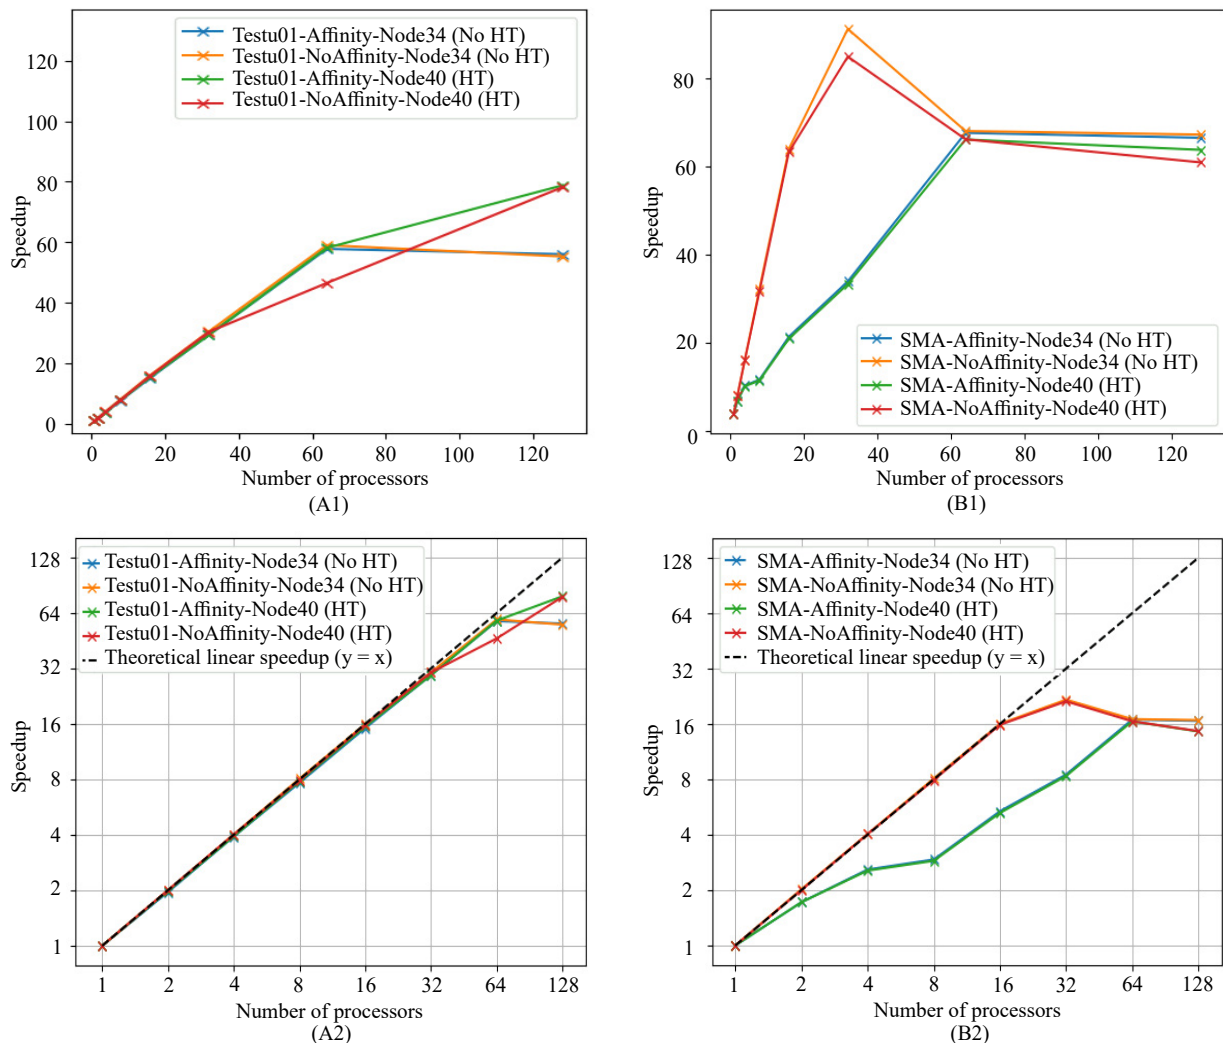 Testu01-Affinity-Node34 (No HT)
Testu01-NoAffinity-Node34 (No HT)
Testu01-Affinity-Node40 (HT)
Testu01-NoAffinity-Node40 (HT)
120
100
80
60
40
20
0
Speedup
0 20 40 60 80 100 120
Number of processors
(A1)
80
60
40
20
0
Speedup
SMA-Affinity-Node34 (No HT)
SMA-NoAffinity-Node34 (No HT)
SMA-Affinity-Node40 (HT)
SMA-NoAffinity-Node40 (HT)
0 20 40 60 80 100 120
Number of processors
(B1)
Testu01-Affinity-Node34 (No HT)
Testu01-NoAffinity-Node34 (No HT)
Testu01-Affinity-Node40 (HT)
Testu01-NoAffinity-Node40 (HT)
Theoretical linear speedup (y = x)
128
64
32
16
8
4
2
1
Speedup
1 2 4 8 16 32 64 128
Number of processors
(A2)
SMA-Affinity-Node34 (No HT)
SMA-NoAffinity-Node34 (No HT)
SMA-Affinity-Node40 (HT)
SMA-NoAffinity-Node40 (HT)
Theoretical linear speedup (y = x)
128
64
32
16
8
4
2
1
Speedup
1 2 4 8 16 32 64 128
Number of processors
(B2)